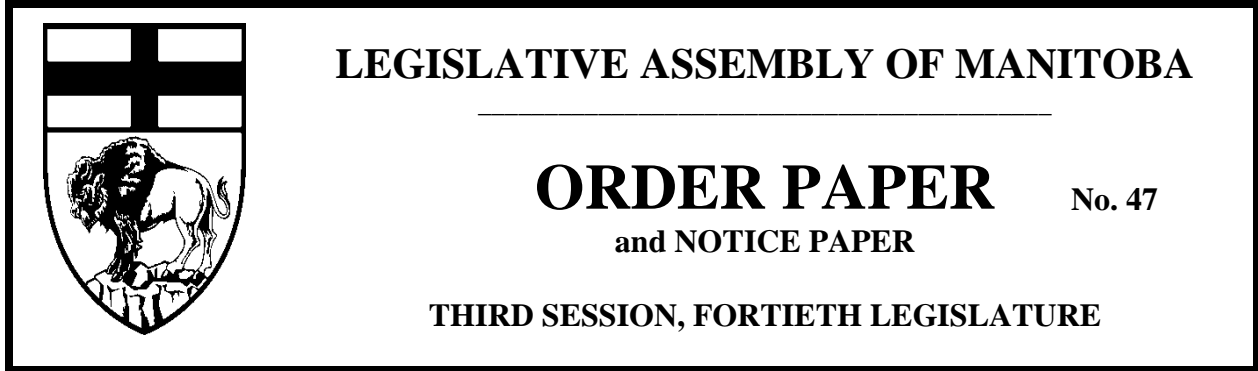 LEGISLATIVE ASSEMBLY OF MANITOBA
ORDER PAPER No. 47
and NOTICE PAPER
THIRD SESSION, FORTIETH LEGISLATURE